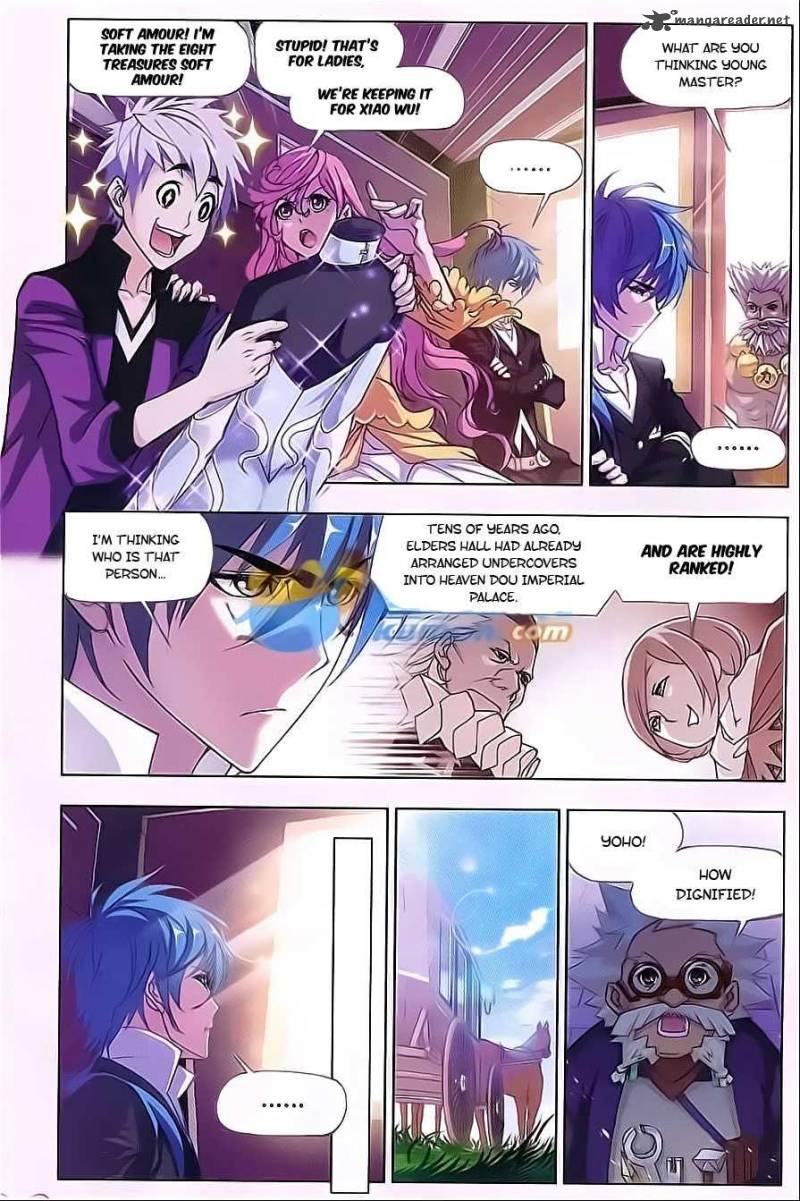 mangareader.net
SOFT AMOUR! I'M
TAKING THE EIGHT
TREASURES SOFT
AMOUR!
STUPID! THAT'S
FOR LADIES,
WE'RE KEEPING IT
FOR XIAO WU!
......
WHAT ARE YOU
THINKING YOUNG
MASTER?
......
I'M THINKING
WHO IS THAT
PERSON...
TENS OF YEARS AGO,
ELDERS HALL HAD ALREADY
ARRANGED UNDERCOVERS
INTO HEAVEN DOU IMPERIAL
PALACE.
AND ARE HIGHLY
RANKED!
.com
......
YOHO!
HOW
DIGNIFIED!